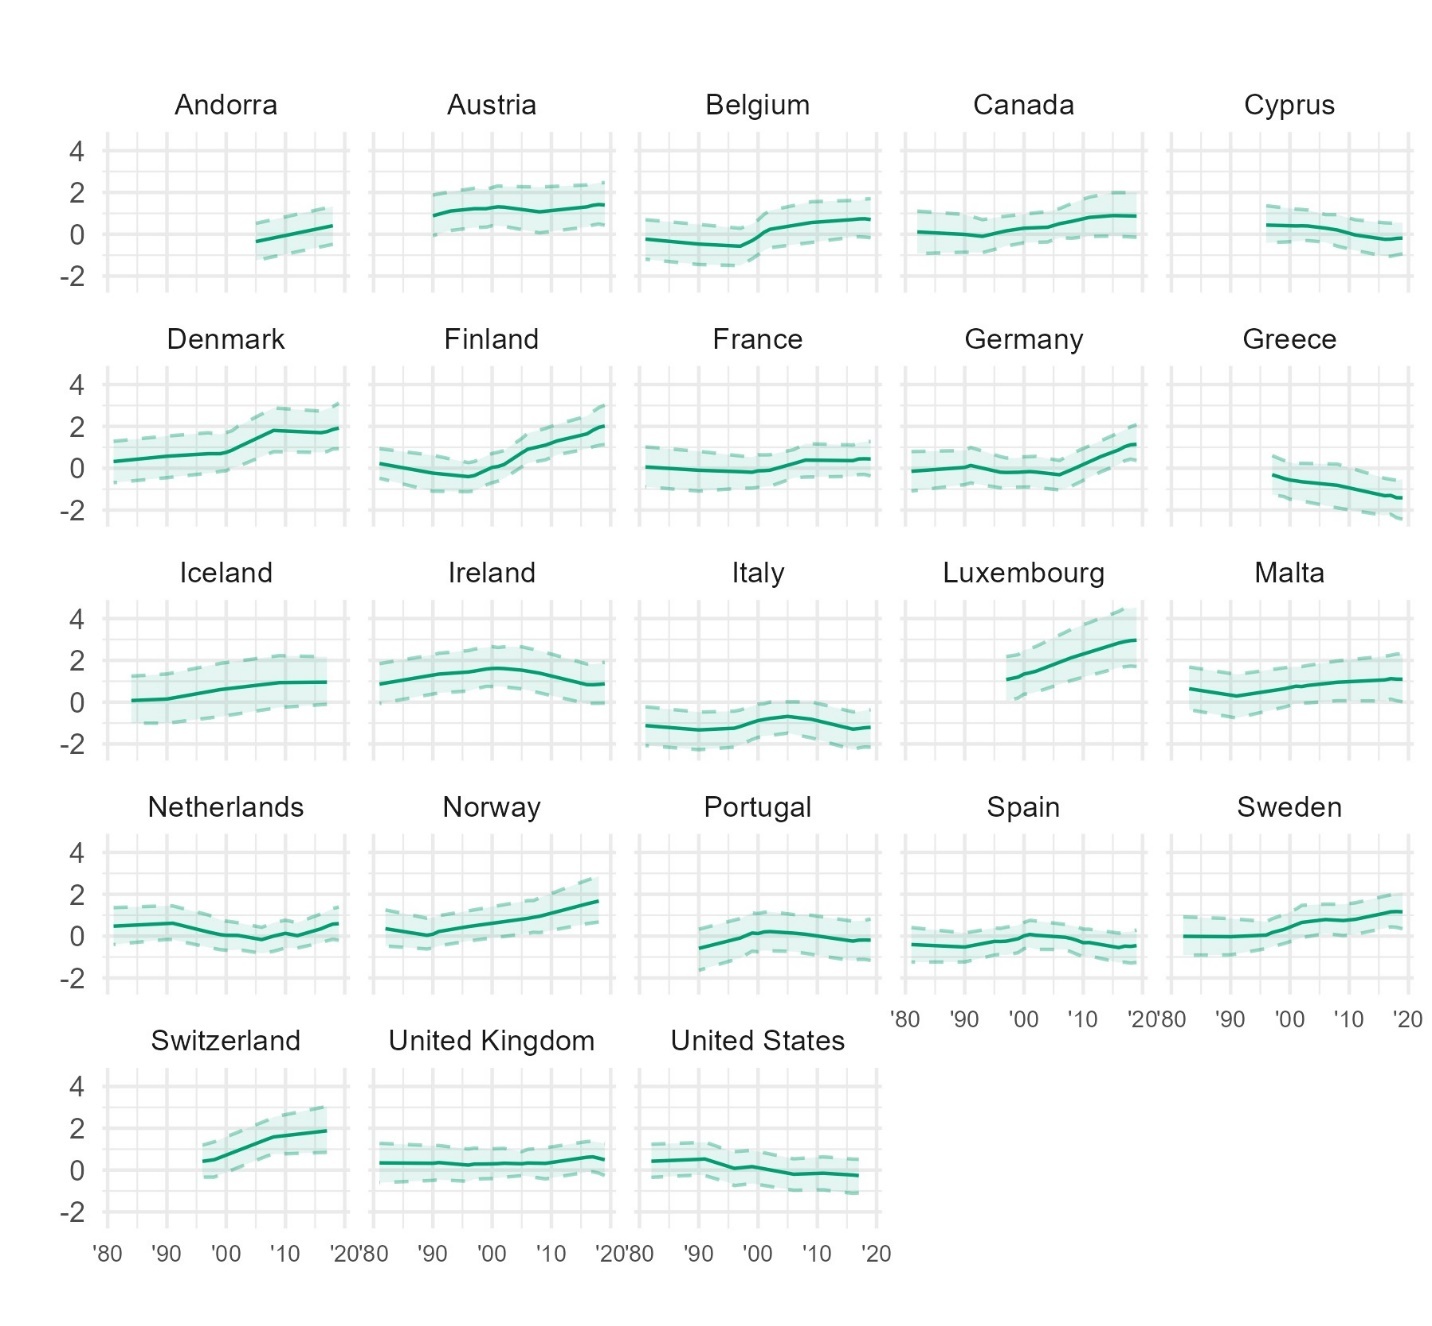 Andorra Austria Belgium Canada Cyprus
4
2
0
-2
Denmark Finland France Germany Greece
4
2
0
-2
Iceland Ireland Italy Luxembourg Malta
4
2
0
-2
Netherlands Norway Portugal Spain Sweden
4
2
0
-2
'80 '90 '00 '10 '20 '80 '90 '00 '10 '20
Switzerland United Kingdom United States
4
2
0
-2
'80 '90 '00 '10 '20 '80 '90 '00 '10 '20 '80 '90 '00 '10 '20